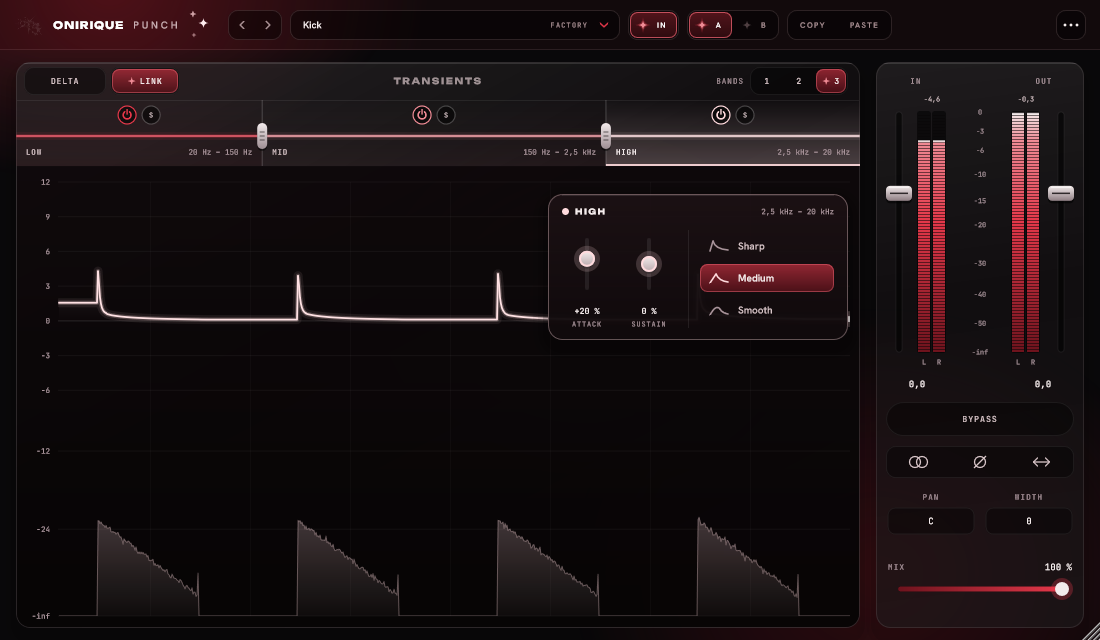 ONIRIQUE PUNCH
Kick
FACTORY
IN
A
B
COPY
PASTE
DELTA
LINK
TRANSIENTS
BANDS
1
2
3
S
S
S
LOW
20 Hz – 150 Hz
MID
150 Hz – 2,5 kHz
HIGH
2,5 kHz – 20 kHz
12
9
6
3
0
-3
-6
-12
-24
-inf
HIGH
2,5 kHz – 20 kHz
+20 %
ATTACK
0 %
SUSTAIN
Sharp
Medium
Smooth
IN
OUT
-4,6
-0,3
0
-3
-6
-10
-15
-20
-30
-40
-50
-inf
L R
L R
0,0
0,0
BYPASS
PAN
WIDTH
C
0
MIX
100 %